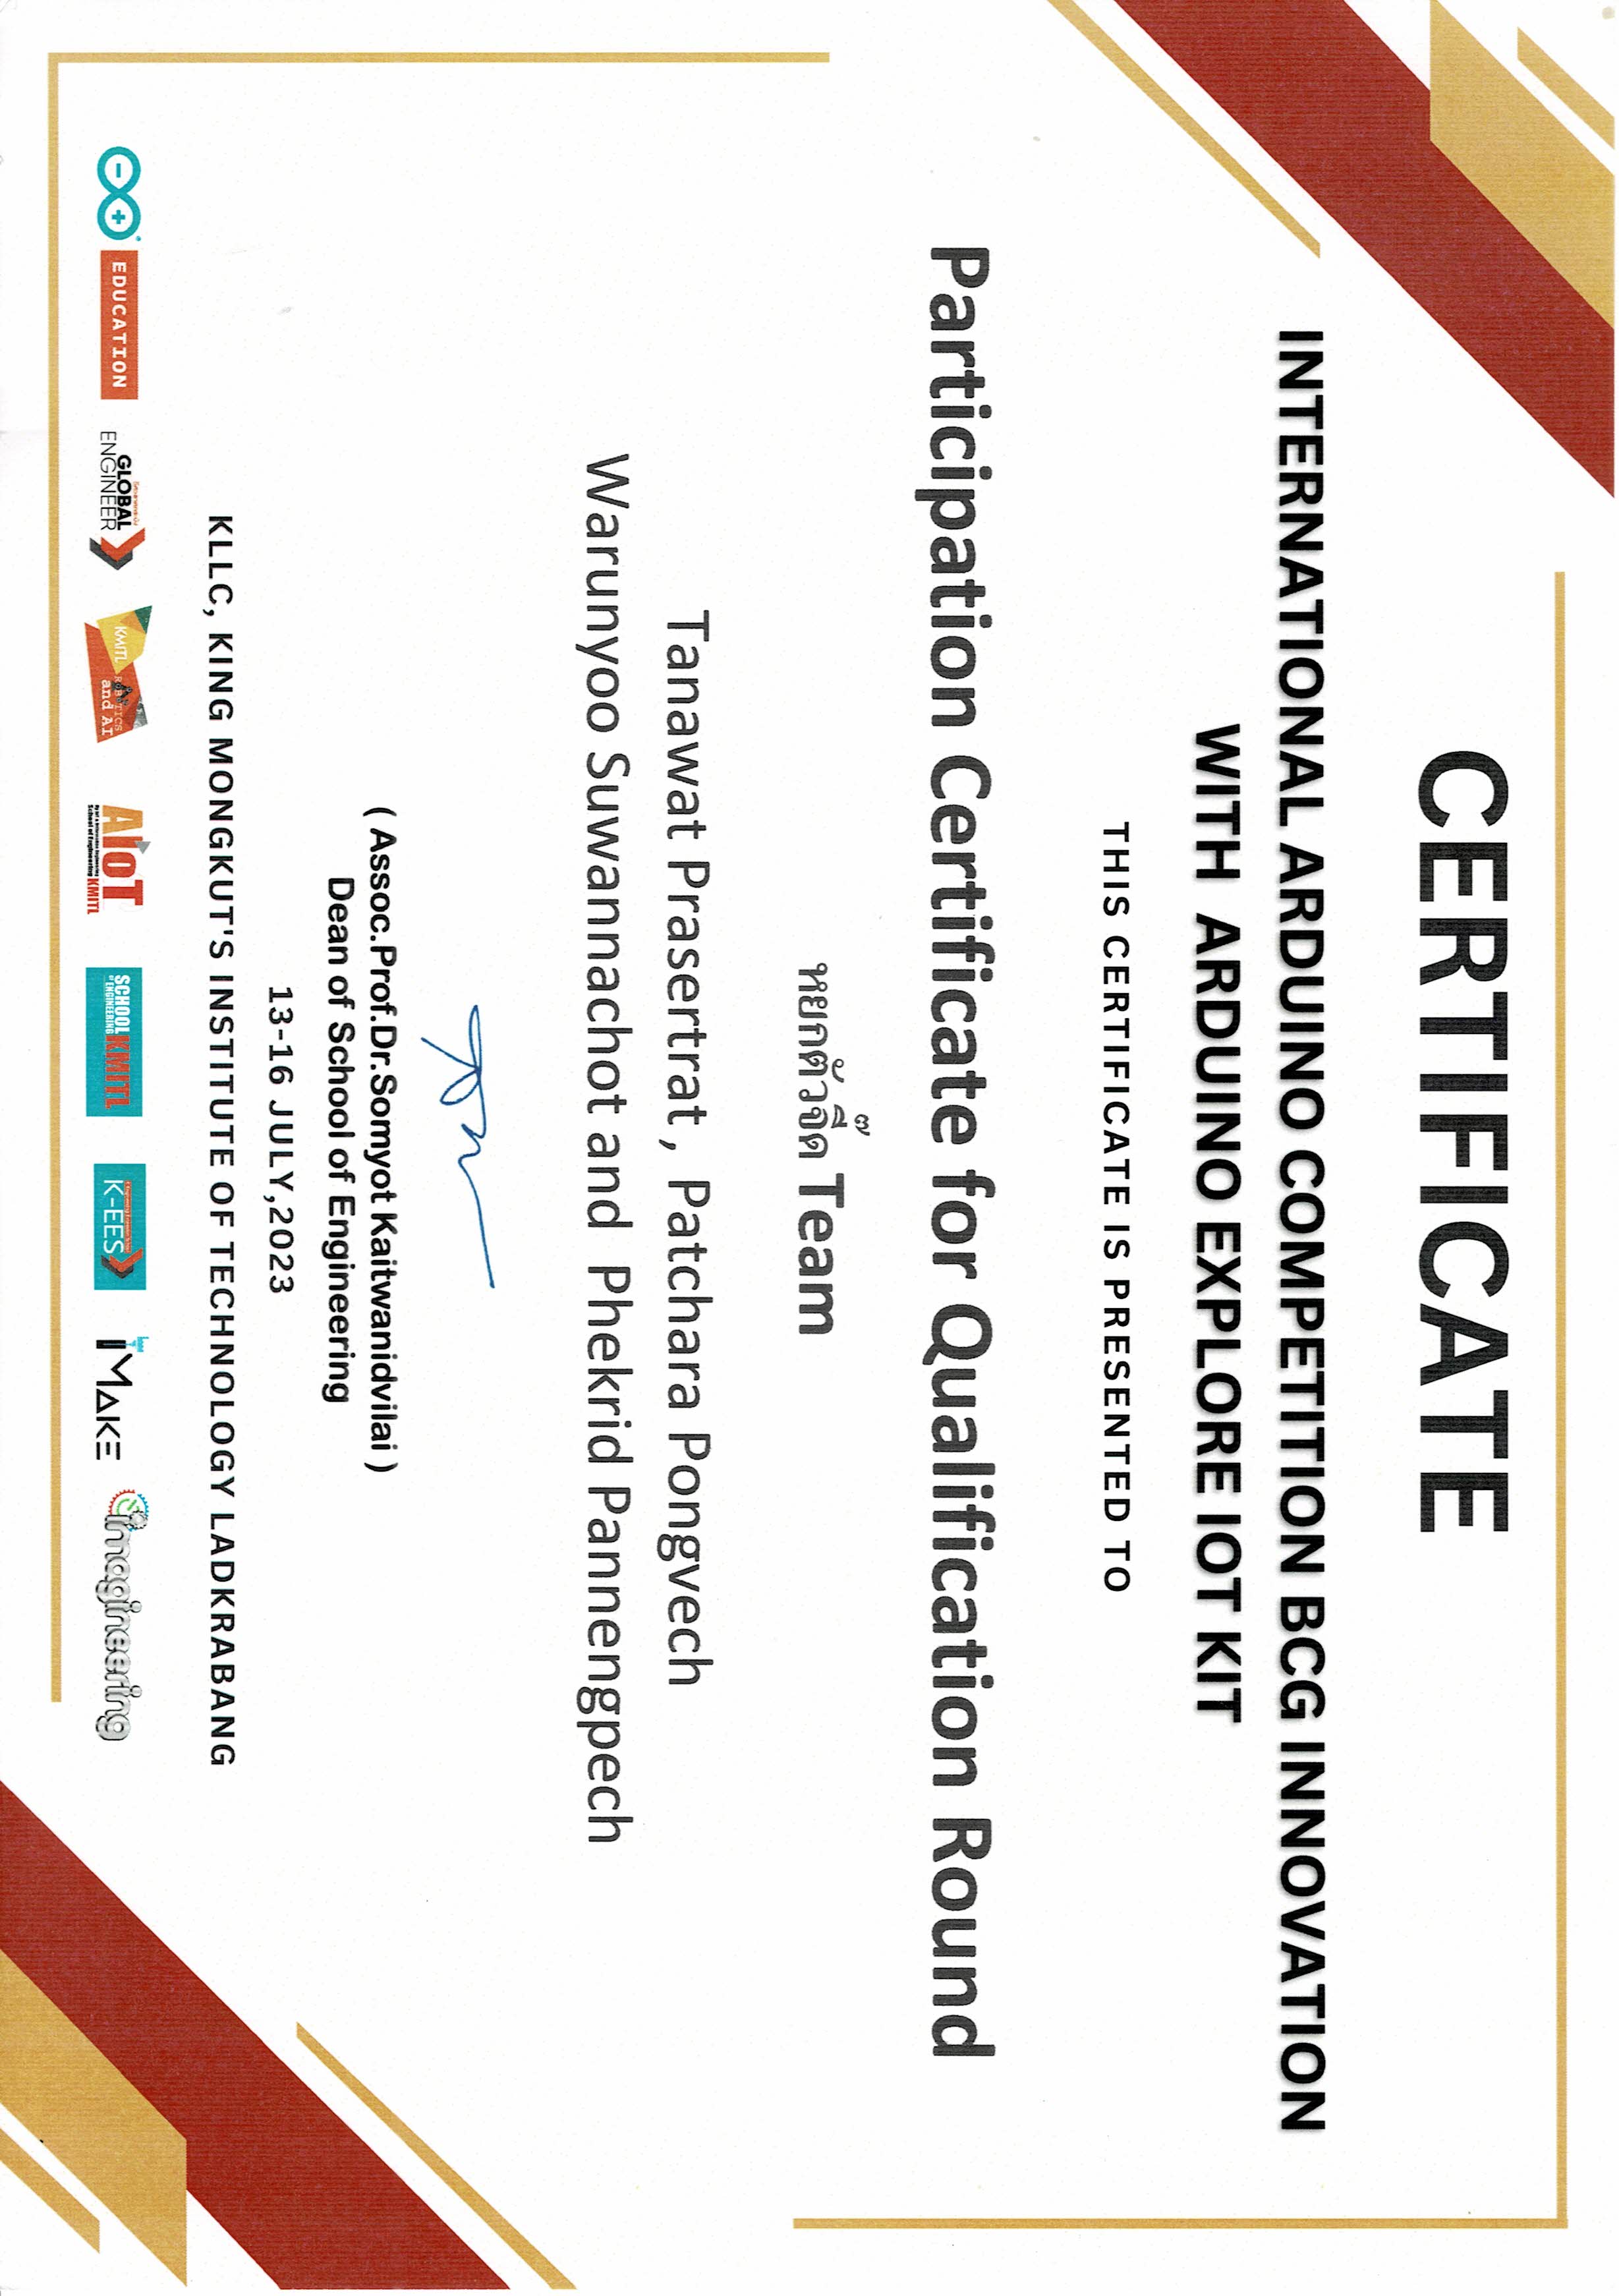 CERTIFICATE
INTERNATIONAL ARDUINO COMPETITION BCG INNOVATION
WITH ARDUINO EXPLORE IOT KIT
THIS CERTIFICATE IS PRESENTED TO
Participation Certificate for Qualification Round
หยกตัวจี๊ด Team
Tanawat Prasertrat , Patchara Pongvech
Warunyoo Suwannachot and Phekrid Pannengpech
( Assoc.Prof.Dr.Somyot Kaitwanidvilai )
Dean of School of Engineering
13-16 JULY,2023
KLLC, KING MONGKUT'S INSTITUTE OF TECHNOLOGY LADKRABANG
EDUCATION
GLOBAL
ENGINEER
KMITL ROBOTICS
and AI
AIoT
School of Engineering KMITL
SCHOOL
OF ENGINEERING KMITL
K-EES
iMAKE
imagineering